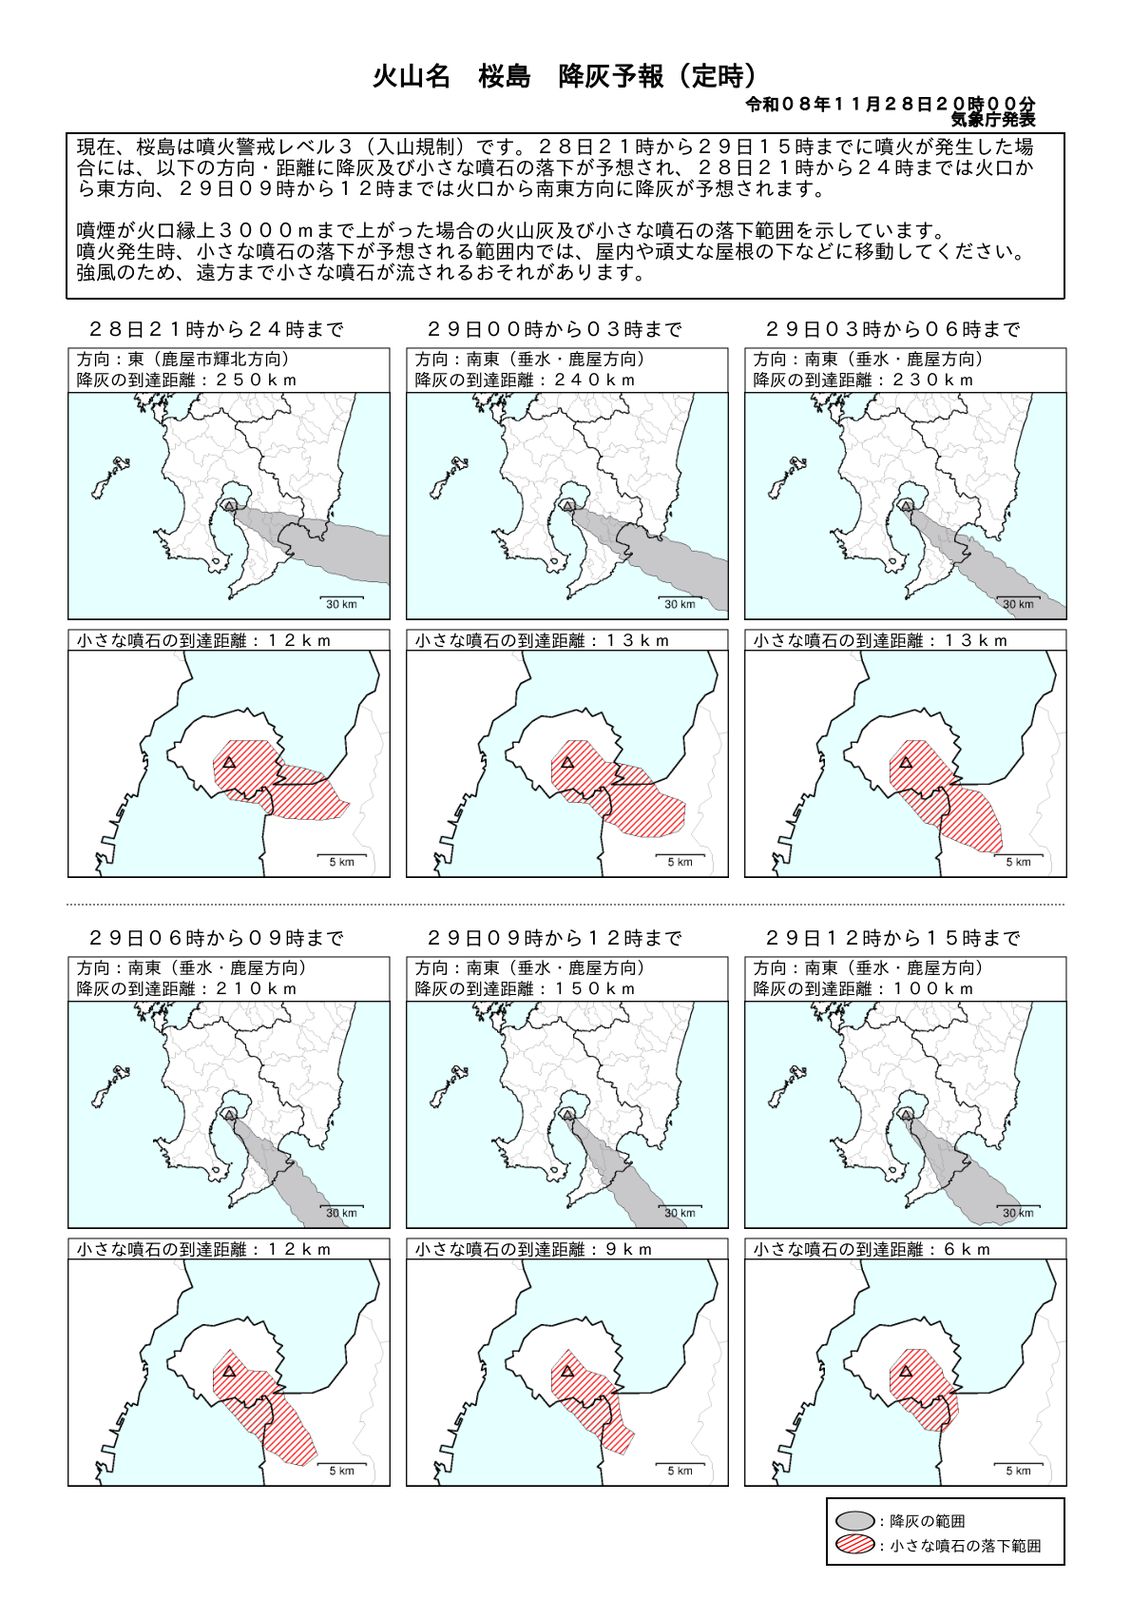 火山名　桜島　降灰予報（定時）
令和０８年１１月２８日２０時００分
気象庁発表
現在、桜島は噴火警戒レベル３（入山規制）です。２８日２１時から２９日１５時までに噴火が発生した場
合には、以下の方向・距離に降灰及び小さな噴石の落下が予想され、２８日２１時から２４時までは火口か
ら東方向、２９日０９時から１２時までは火口から南東方向に降灰が予想されます。
噴煙が火口縁上３０００ｍまで上がった場合の火山灰及び小さな噴石の落下範囲を示しています。
噴火発生時、小さな噴石の落下が予想される範囲内では、屋内や頑丈な屋根の下などに移動してください。
強風のため、遠方まで小さな噴石が流されるおそれがあります。
２８日２１時から２４時まで
方向：東（鹿屋市輝北方向）
降灰の到達距離：２５０ｋｍ
30 km
小さな噴石の到達距離：１２ｋｍ
5 km
２９日００時から０３時まで
方向：南東（垂水・鹿屋方向）
降灰の到達距離：２４０ｋｍ
30 km
小さな噴石の到達距離：１３ｋｍ
5 km
２９日０３時から０６時まで
方向：南東（垂水・鹿屋方向）
降灰の到達距離：２３０ｋｍ
30 km
小さな噴石の到達距離：１３ｋｍ
5 km
２９日０６時から０９時まで
方向：南東（垂水・鹿屋方向）
降灰の到達距離：２１０ｋｍ
30 km
小さな噴石の到達距離：１２ｋｍ
5 km
２９日０９時から１２時まで
方向：南東（垂水・鹿屋方向）
降灰の到達距離：１５０ｋｍ
30 km
小さな噴石の到達距離：９ｋｍ
5 km
２９日１２時から１５時まで
方向：南東（垂水・鹿屋方向）
降灰の到達距離：１００ｋｍ
30 km
小さな噴石の到達距離：６ｋｍ
5 km
：降灰の範囲
：小さな噴石の落下範囲